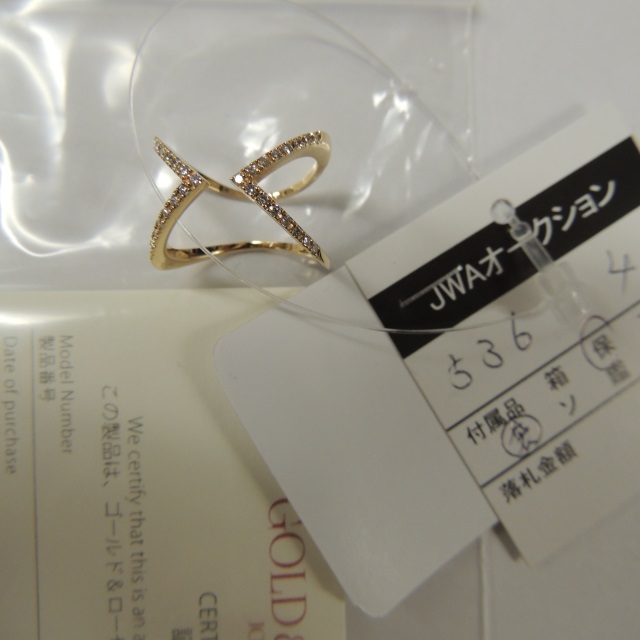 JWAオークション
536 4
付属品 箱 保
ソ
落札金額
GOLD&
We certify that this is an a
この製品は、ゴールド&ロー
Model Number
製品番号
Date of purchase